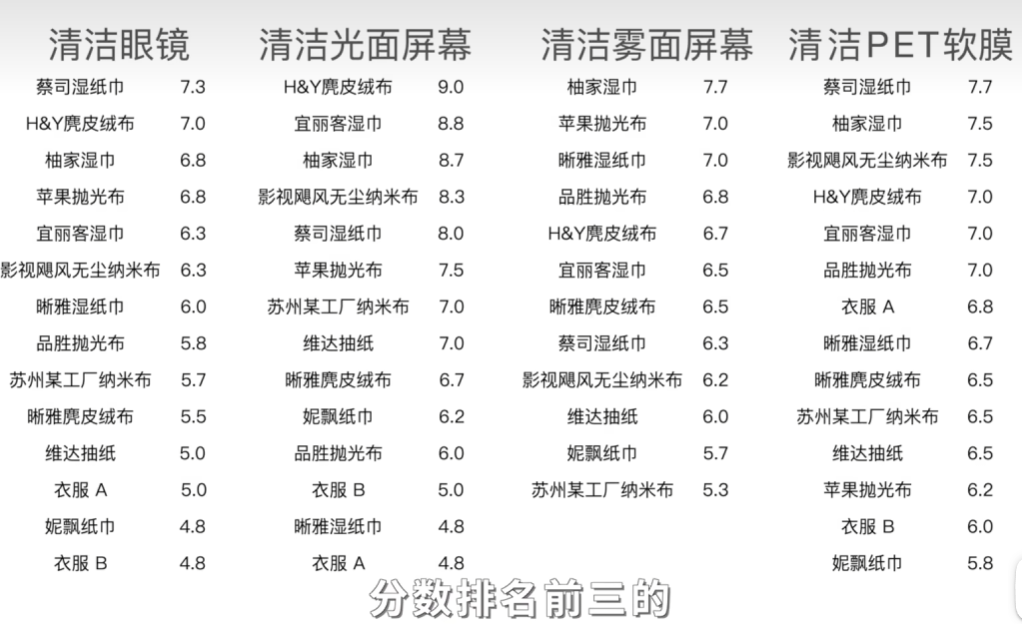 清洁眼镜 清洁光面屏幕 清洁雾面屏幕 清洁PET软膜
蔡司湿纸巾 7.3 H&Y麂皮绒布 9.0 柚家湿巾 7.7 蔡司湿纸巾 7.7
H&Y麂皮绒布 7.0 宜丽客湿巾 8.8 苹果抛光布 7.0 柚家湿巾 7.5
柚家湿巾 6.8 柚家湿巾 8.7 晰雅湿纸巾 7.0 影视飓风无尘纳米布 7.5
苹果抛光布 6.8 影视飓风无尘纳米布 8.3 品胜抛光布 6.8 H&Y麂皮绒布 7.0
宜丽客湿巾 6.3 蔡司湿纸巾 8.0 H&Y麂皮绒布 6.7 宜丽客湿巾 7.0
影视飓风无尘纳米布 6.3 苹果抛光布 7.5 宜丽客湿巾 6.5 品胜抛光布 7.0
晰雅湿纸巾 6.0 苏州某工厂纳米布 7.0 晰雅麂皮绒布 6.5 衣服 A 6.8
品胜抛光布 5.8 维达抽纸 7.0 蔡司湿纸巾 6.3 晰雅湿纸巾 6.7
苏州某工厂纳米布 5.7 晰雅麂皮绒布 6.7 影视飓风无尘纳米布 6.2 晰雅麂皮绒布 6.5
晰雅麂皮绒布 5.5 妮飘纸巾 6.2 维达抽纸 6.0 苏州某工厂纳米布 6.5
维达抽纸 5.0 品胜抛光布 6.0 妮飘纸巾 5.7 维达抽纸 6.5
衣服 A 5.0 衣服 B 5.0 苏州某工厂纳米布 5.3 苹果抛光布 6.2
妮飘纸巾 4.8 晰雅湿纸巾 4.8 衣服 B 6.0
衣服 B 4.8 衣服 A 4.8 妮飘纸巾 5.8
分数排名前三的